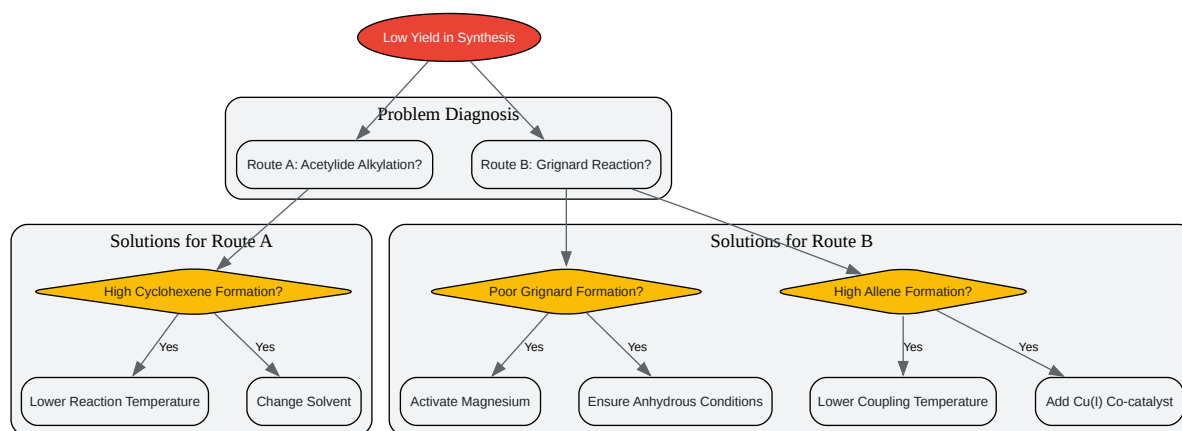 Low Yield in Synthesis
Problem Diagnosis
Route A: Acetylide Alkylation?
Route B: Grignard Reaction?
Solutions for Route A
Solutions for Route B
High Cyclohexene Formation?
Poor Grignard Formation?
High Allene Formation?
Yes
Yes
Yes
Yes
Yes
Yes
Lower Reaction Temperature
Change Solvent
Activate Magnesium
Ensure Anhydrous Conditions
Lower Coupling Temperature
Add Cu(I) Co-catalyst